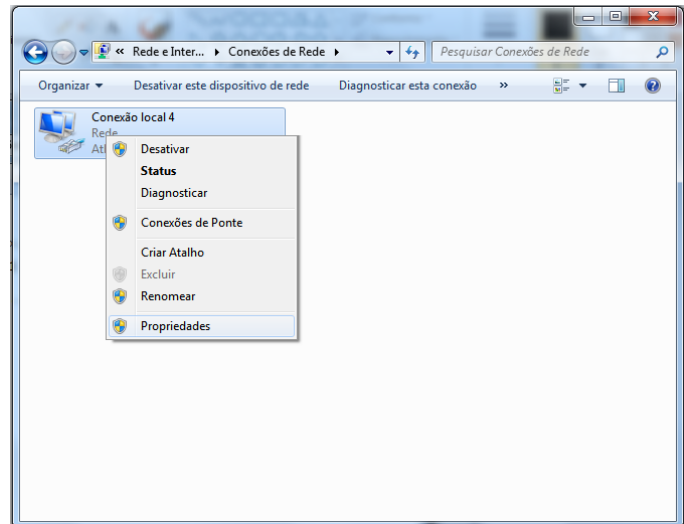 « Rede e Inter... Conexões de Rede Pesquisar Conexões de Rede
Organizar Desativar este dispositivo de rede Diagnosticar esta conexão »
Conexão local 4
Rede
Desativar
Status
Diagnosticar
Conexões de Ponte
Criar Atalho
Excluir
Renomear
Propriedades